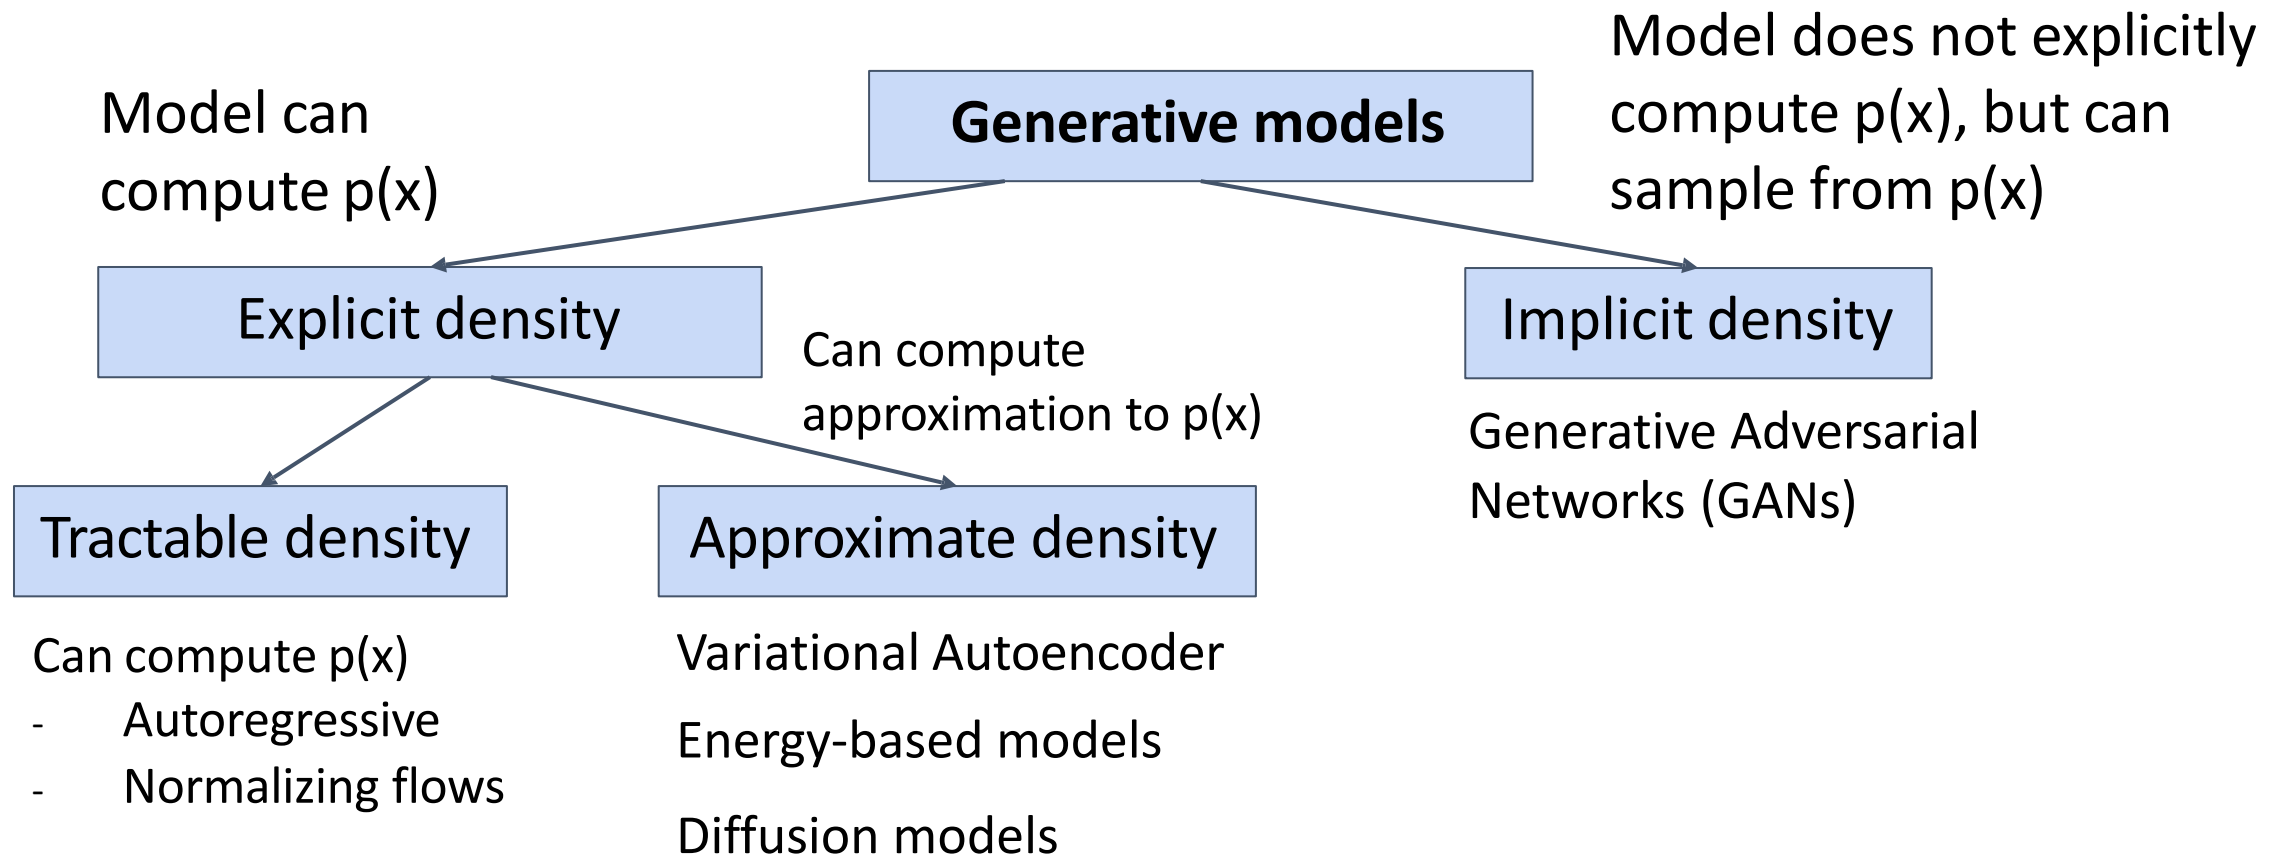 Model does not explicitly
compute p(x), but can
sample from p(x)
Generative models
Model can
compute p(x)
Explicit density
Implicit density
Can compute
approximation to p(x)
Generative Adversarial
Networks (GANs)
Tractable density
Approximate density
Can compute p(x)
- Autoregressive
- Normalizing flows
Variational Autoencoder
Energy-based models
Diffusion models